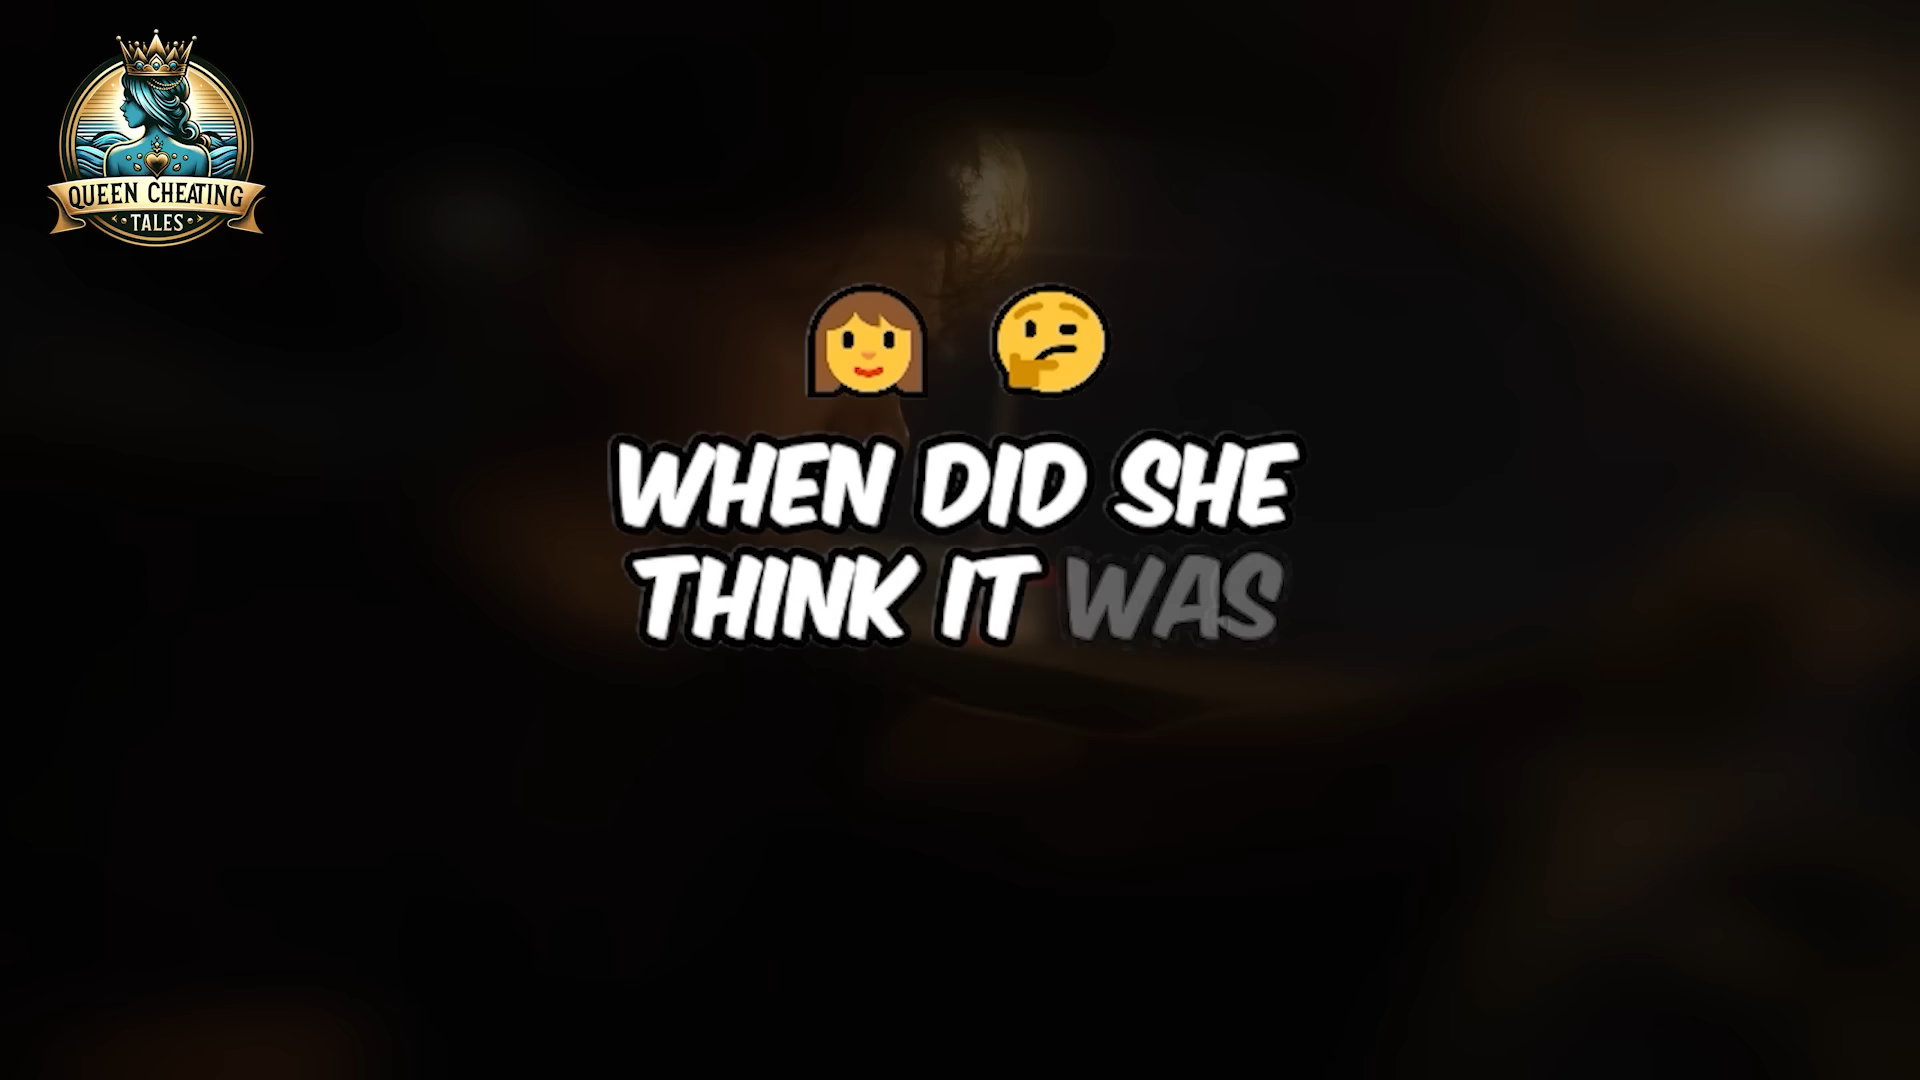 QUEEN CHEATING
TALES
WHEN DID SHE
THINK IT WAS